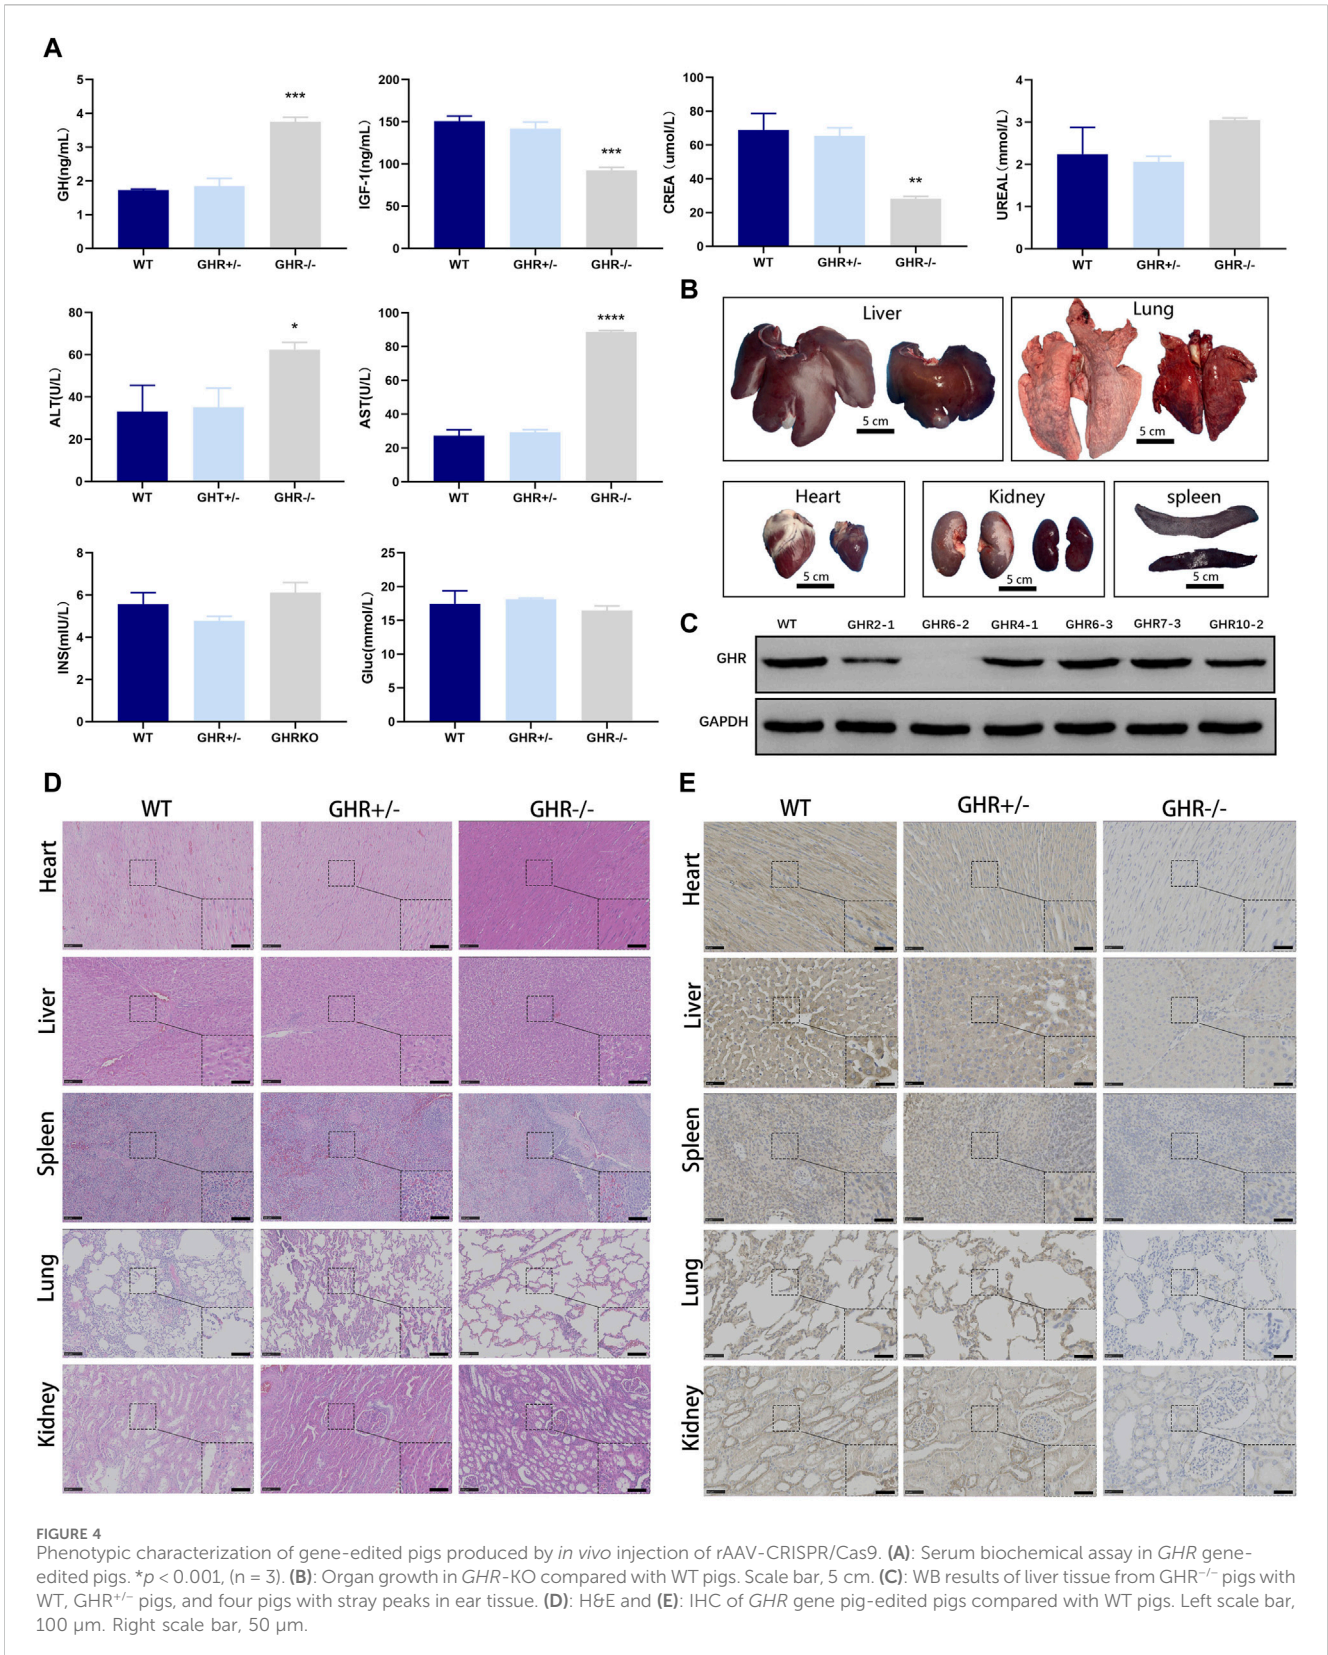 A
GH(ng/mL)
5
4
3
2
1
0
***
WT GHR+/- GHR-/-
IGF-1(ng/mL)
200
150
100
50
0
***
WT GHR+/- GHR-/-
CREA (umol/L)
100
80
60
40
20
0
**
WT GHR+/- GHR-/-
UREAL (mmol/L)
4
3
2
1
0
WT GHR+/- GHR-/-
ALT(U/L)
80
60
40
20
0
*
WT GHT+/- GHR-/-
AST(U/L)
100
80
60
40
20
0
****
WT GHR+/- GHR-/-
INS(mIU/L)
8
6
4
2
0
WT GHR+/- GHRKO
Gluc(mmol/L)
25
20
15
10
5
0
WT GHR+/- GHR-/-
B
Liver
5 cm
Lung
5 cm
Heart
5 cm
Kidney
5 cm
spleen
5 cm
C
WT GHR2-1 GHR6-2 GHR4-1 GHR6-3 GHR7-3 GHR10-2
GHR
GAPDH
D
WT GHR+/- GHR-/-
Heart
Liver
Spleen
Lung
Kidney
E
WT GHR+/- GHR-/-
Heart
Liver
Spleen
Lung
Kidney
FIGURE 4
Phenotypic characterization of gene-edited pigs produced by in vivo injection of rAAV-CRISPR/Cas9. (A): Serum biochemical assay in GHR gene-
edited pigs. *p < 0.001, (n = 3). (B): Organ growth in GHR-KO compared with WT pigs. Scale bar, 5 cm. (C): WB results of liver tissue from GHR−/− pigs with
WT, GHR+/− pigs, and four pigs with stray peaks in ear tissue. (D): H&E and (E): IHC of GHR gene pig-edited pigs compared with WT pigs. Left scale bar,
100 μm. Right scale bar, 50 μm.